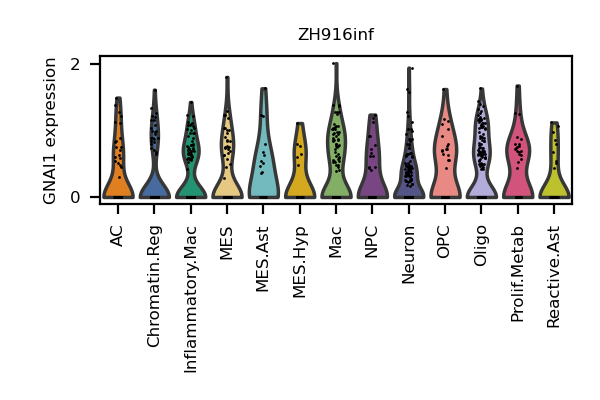 ZH916inf
GNAI1 expression
2
0
AC
Chromatin.Reg
Inflammatory.Mac
MES
MES.Ast
MES.Hyp
Mac
NPC
Neuron
OPC
Oligo
Prolif.Metab
Reactive.Ast